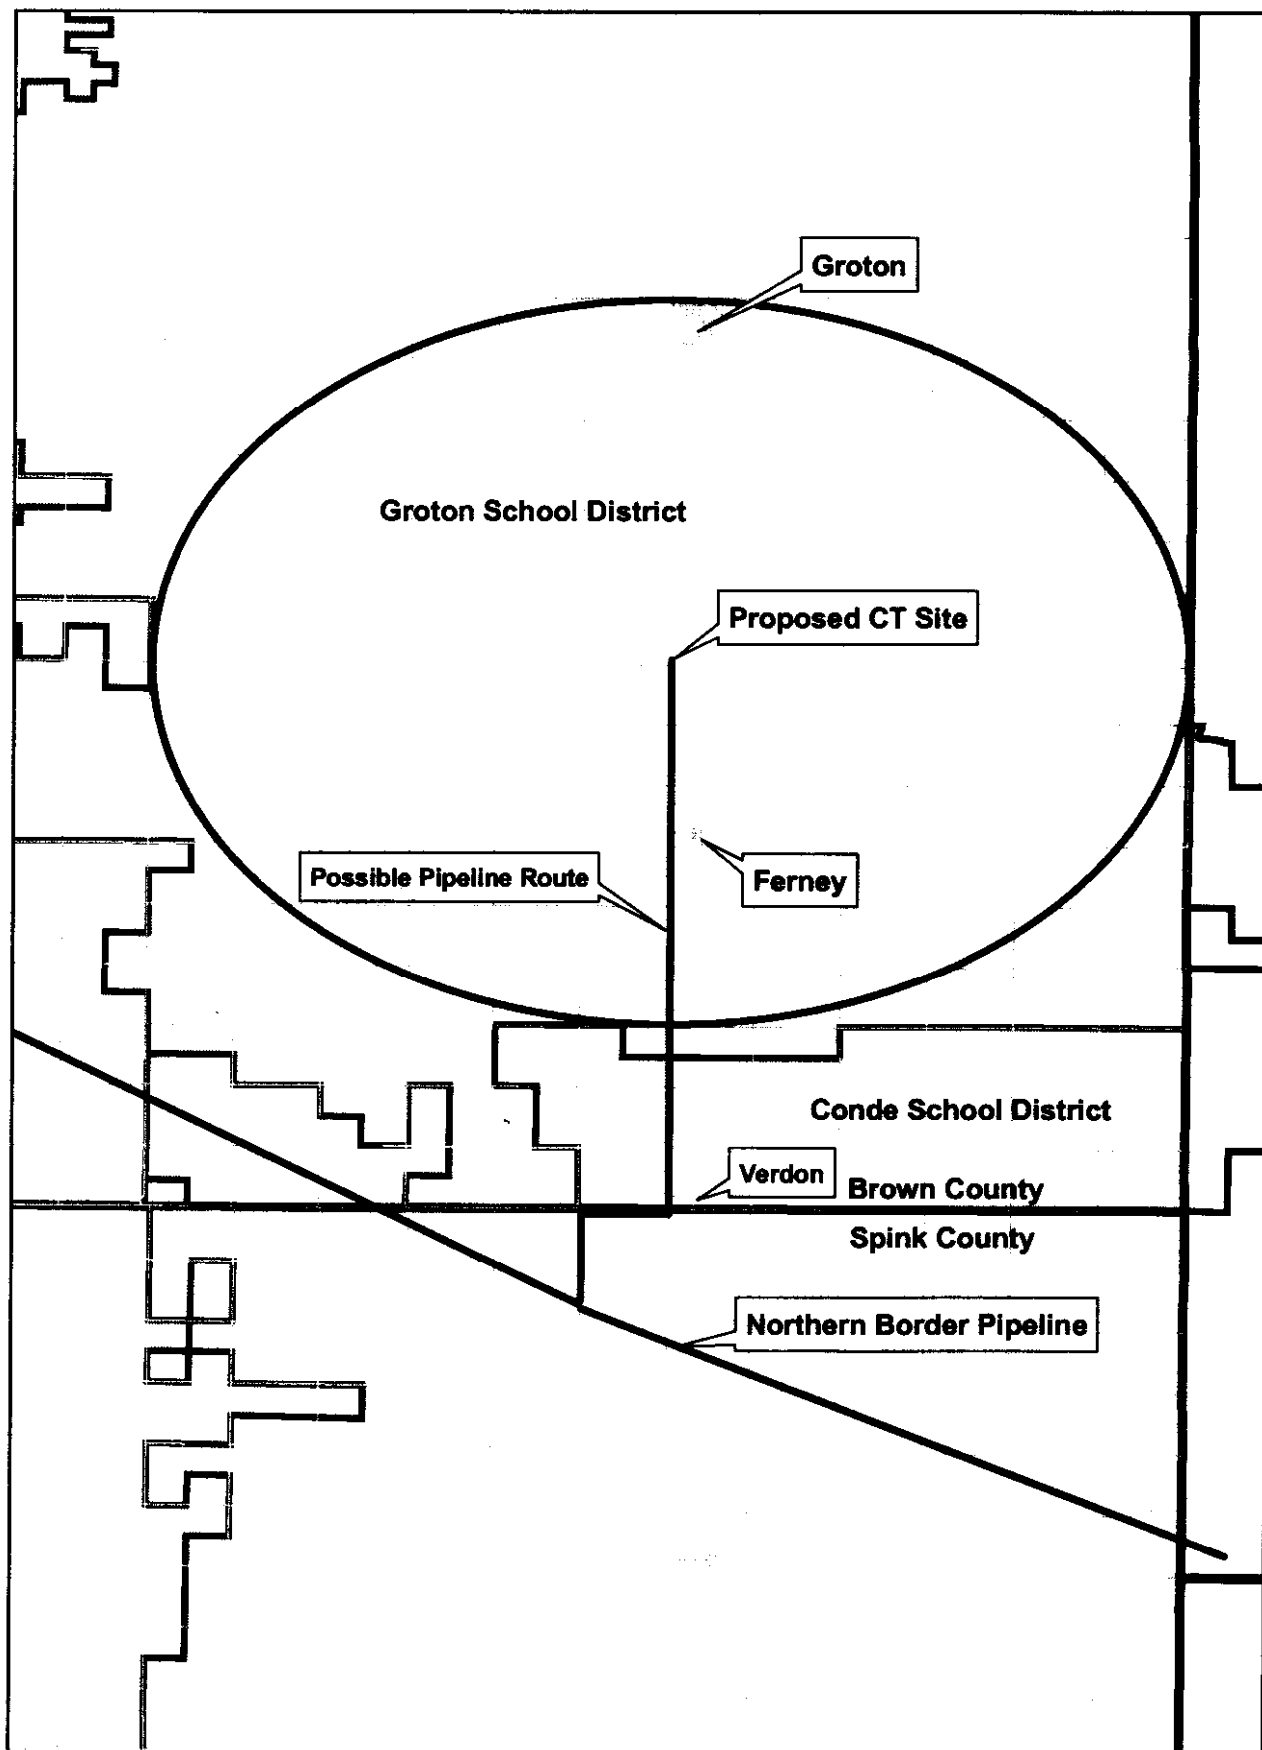 Groton
Groton School District
Proposed CT Site
Possible Pipeline Route
Ferney
Conde School District
Verdon
Brown County
Spink County
Northern Border Pipeline